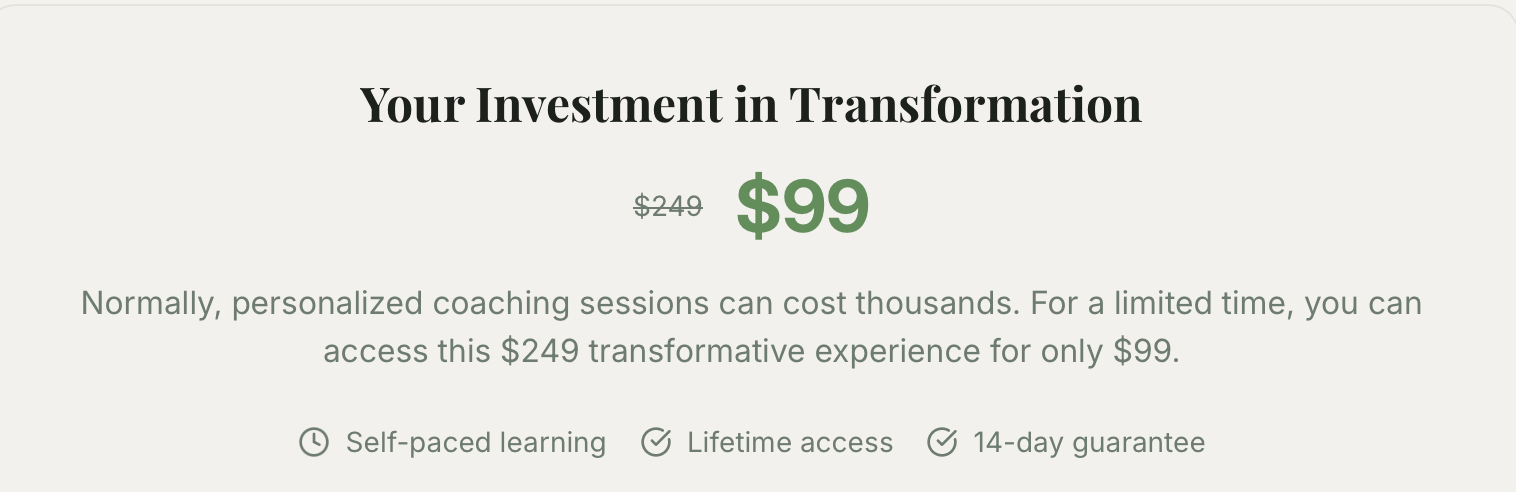 Your Investment in Transformation
$249 $99
Normally, personalized coaching sessions can cost thousands. For a limited time, you can
access this $249 transformative experience for only $99.
Self-paced learning Lifetime access 14-day guarantee